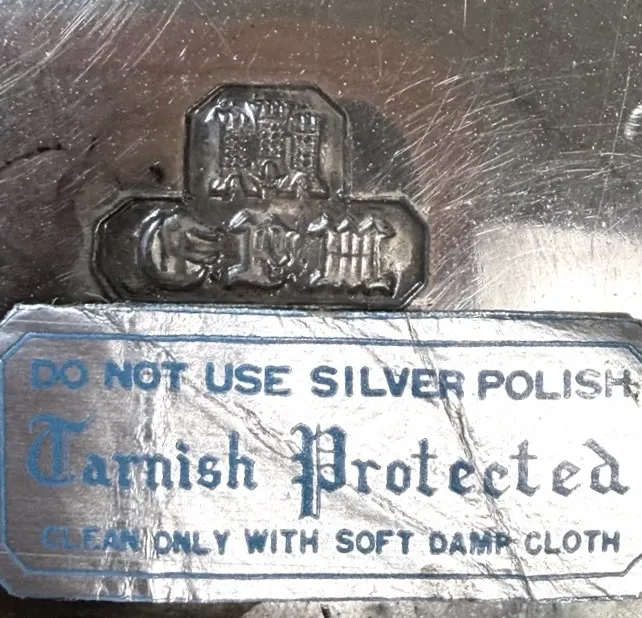 DO NOT USE SILVER POLISH
Tarnish Protected
CLEAN ONLY WITH SOFT DAMP CLOTH